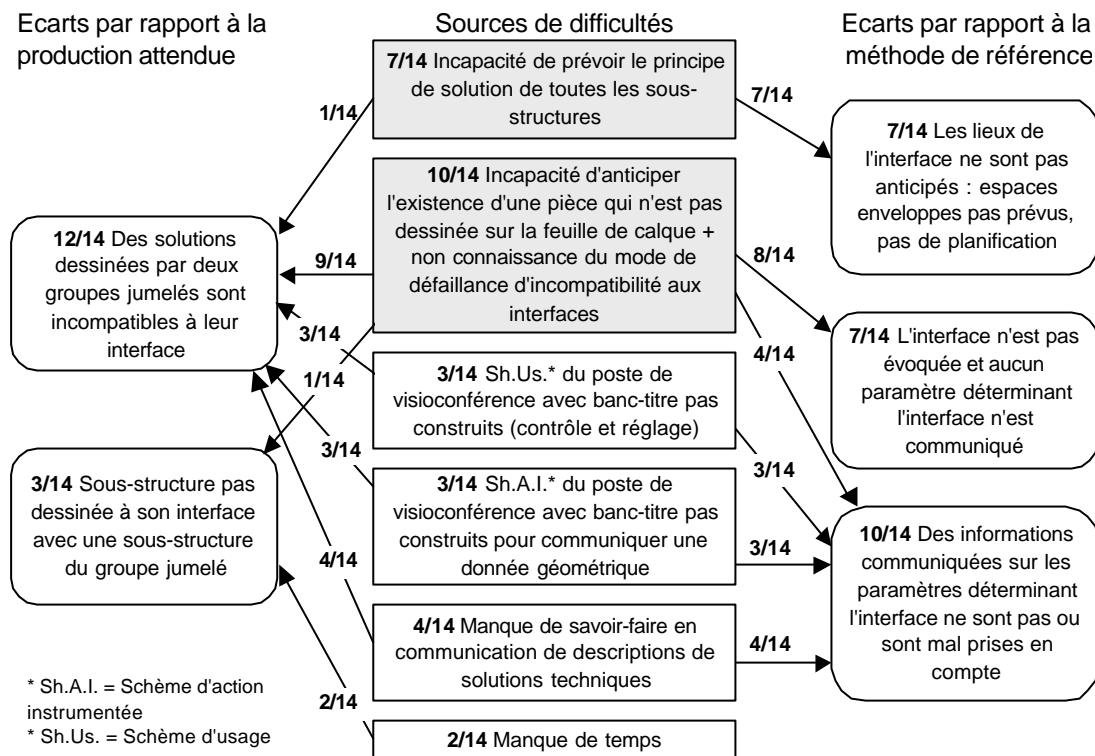 Ecarts par rapport à la
production attendue
Sources de difficultés
Ecarts par rapport à la
méthode de référence
7/14 Incapacité de prévoir le principe
de solution de toutes les sous-
structures
1/14
7/14
7/14 Les lieux de
l'interface ne sont pas
anticipés : espaces
enveloppes pas prévus,
pas de planification
10/14 Incapacité d'anticiper
l'existence d'une pièce qui n'est pas
dessinée sur la feuille de calque +
non connaissance du mode de
défaillance d'incompatibilité aux
interfaces
12/14 Des solutions
dessinées par deux
groupes jumelés sont
incompatibles à leur
interface
9/14
8/14
3/14
4/14
1/14
7/14 L'interface n'est pas
évoquée et aucun
paramètre déterminant
l'interface n'est
communiqué
3/14 Sh.Us.* du poste de
visioconférence avec banc-titre pas
construits (contrôle et réglage)
3/14
3/14
3/14 Sous-structure pas
dessinée à son interface
avec une sous-structure
du groupe jumelé
3/14 Sh.A.I.* du poste de
visioconférence avec banc-titre pas
construits pour communiquer une
donnée géométrique
3/14
10/14 Des informations
communiquées sur les
paramètres déterminant
l'interface ne sont pas ou
sont mal prises en
compte
4/14
4/14 Manque de savoir-faire en
communication de descriptions de
solutions techniques
4/14
2/14
2/14 Manque de temps
* Sh.A.I. = Schème d'action
instrumentée
* Sh.Us. = Schème d'usage